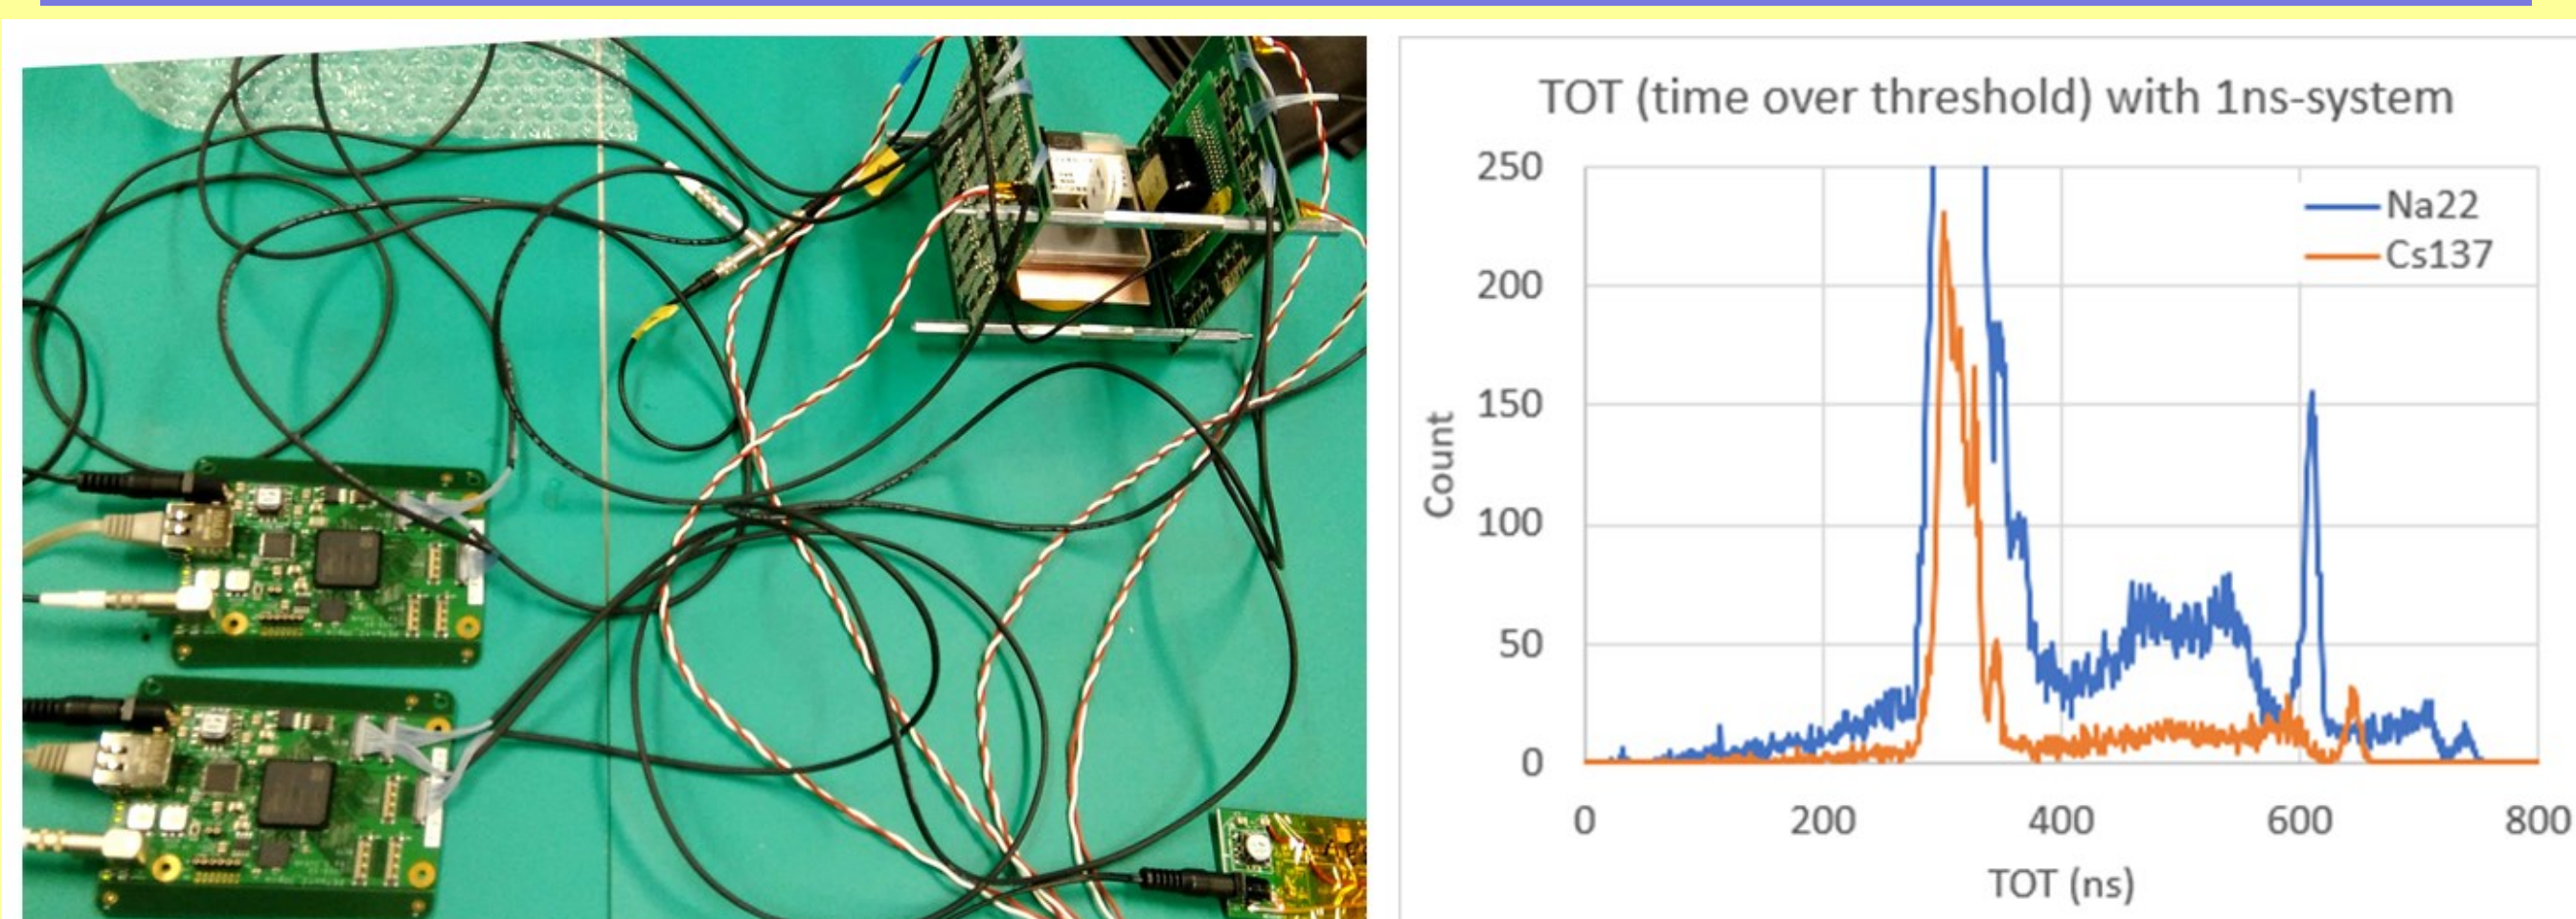 TOT (time over threshold) with 1ns-system
250
200
150
100
50
0
Count
Na22
Cs137
0 200 400 600 800
TOT (ns)